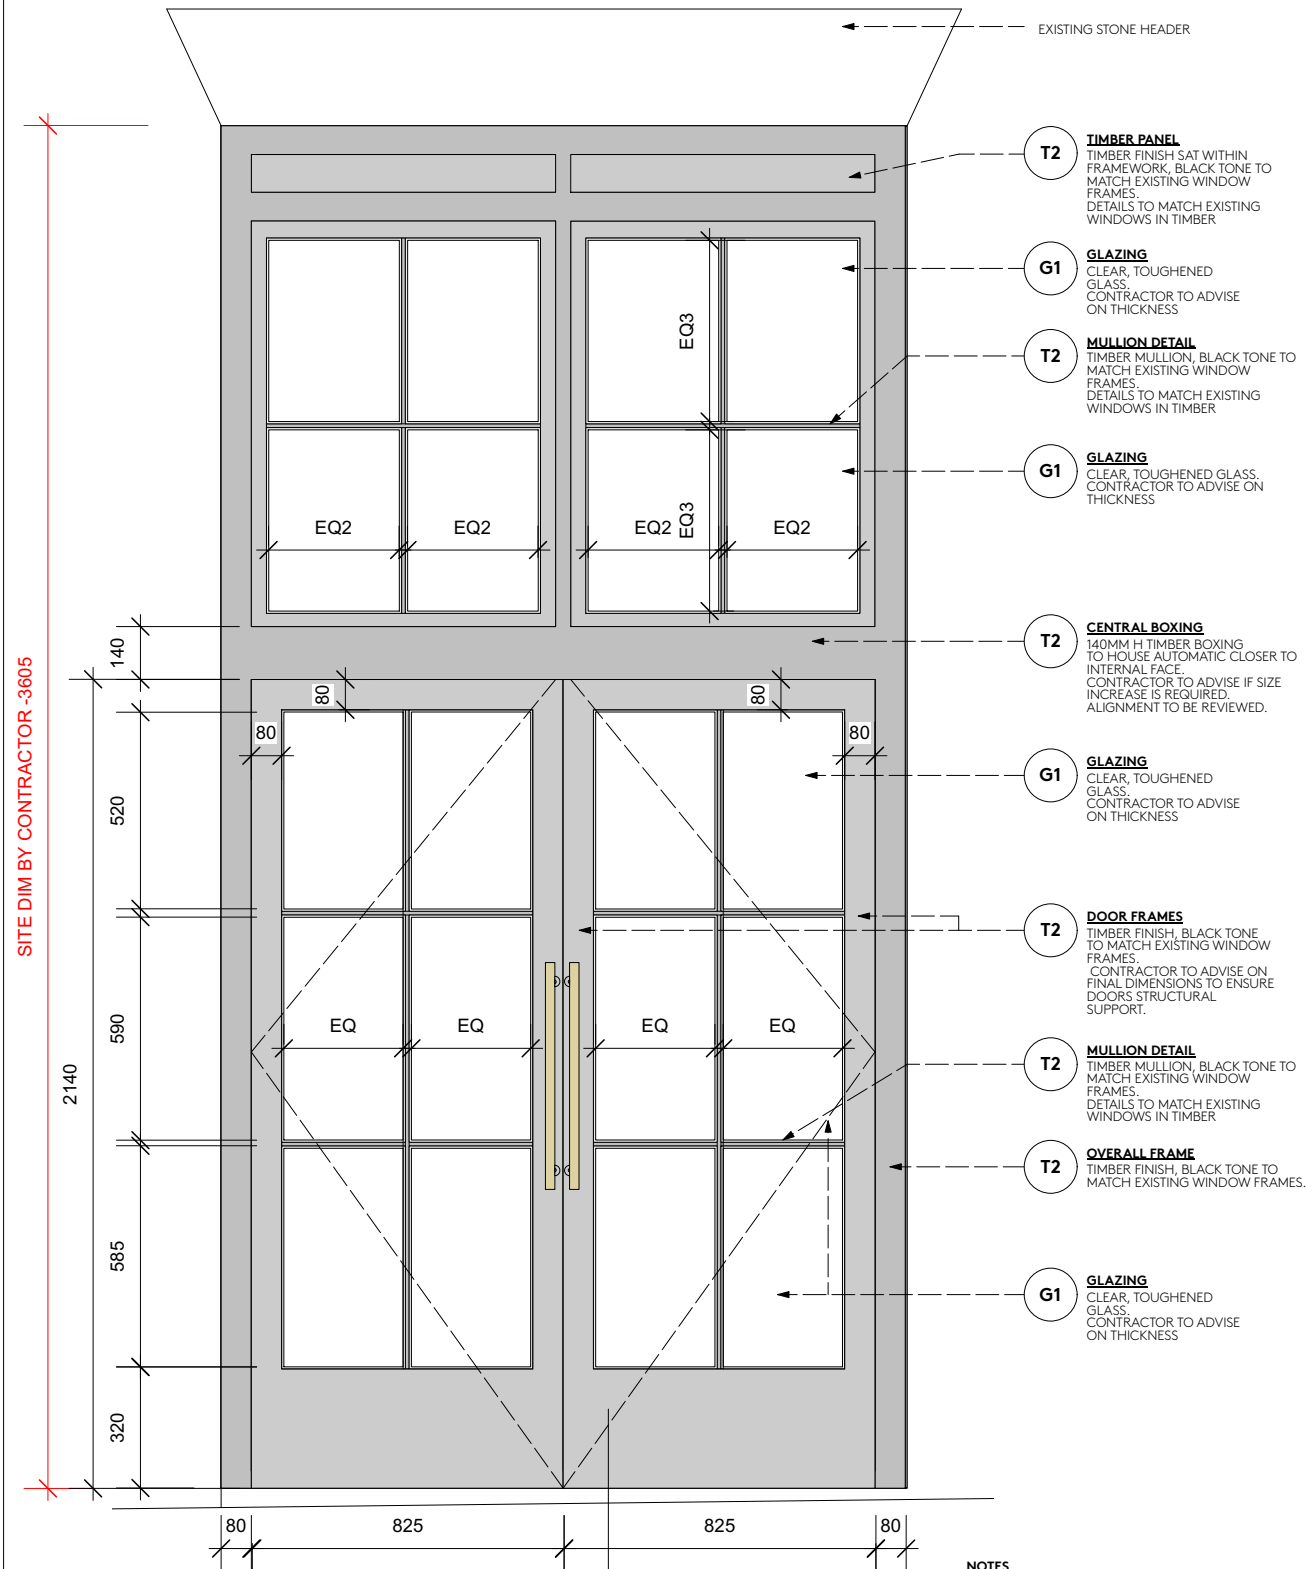 EXISTING STONE HEADER
T2
TIMBER PANEL
TIMBER FINISH SAT WITHIN
FRAMEWORK, BLACK TONE TO
MATCH EXISTING WINDOW
FRAMES.
DETAILS TO MATCH EXISTING
WINDOWS IN TIMBER
G1
GLAZING
CLEAR, TOUGHENED
GLASS.
CONTRACTOR TO ADVISE
ON THICKNESS
EQ3
T2
MULLION DETAIL
TIMBER MULLION, BLACK TONE TO
MATCH EXISTING WINDOW
FRAMES.
DETAILS TO MATCH EXISTING
WINDOWS IN TIMBER
G1
GLAZING
CLEAR, TOUGHENED GLASS.
CONTRACTOR TO ADVISE ON
THICKNESS
EQ2
EQ2
EQ2
EQ3
EQ2
T2
CENTRAL BOXING
140MM H TIMBER BOXING
TO HOUSE AUTOMATIC CLOSER TO
INTERNAL FACE.
CONTRACTOR TO ADVISE IF SIZE
INCREASE IS REQUIRED.
ALIGNMENT TO BE REVIEWED.
140
80
80
80
80
SITE DIM BY CONTRACTOR -3605
G1
GLAZING
CLEAR, TOUGHENED
GLASS.
CONTRACTOR TO ADVISE
ON THICKNESS
520
T2
DOOR FRAMES
TIMBER FINISH, BLACK TONE
TO MATCH EXISTING WINDOW
FRAMES.
CONTRACTOR TO ADVISE ON
FINAL DIMENSIONS TO ENSURE
DOORS STRUCTURAL
SUPPORT.
590
EQ
EQ
EQ
EQ
2140
T2
MULLION DETAIL
TIMBER MULLION, BLACK TONE TO
MATCH EXISTING WINDOW
FRAMES.
DETAILS TO MATCH EXISTING
WINDOWS IN TIMBER
T2
OVERALL FRAME
TIMBER FINISH, BLACK TONE TO
MATCH EXISTING WINDOW FRAMES.
585
G1
GLAZING
CLEAR, TOUGHENED
GLASS.
CONTRACTOR TO ADVISE
ON THICKNESS
320
80
825
825
80
NOTES